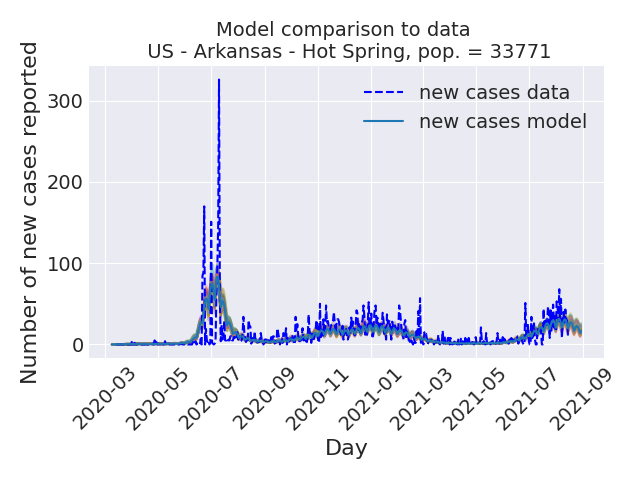 Model comparison to data
US - Arkansas - Hot Spring, pop. = 33771
new cases data
new cases model
Number of new cases reported
300
200
100
0
2020-03
2020-05
2020-07
2020-09
2020-11
2021-01
2021-03
2021-05
2021-07
2021-09
Day